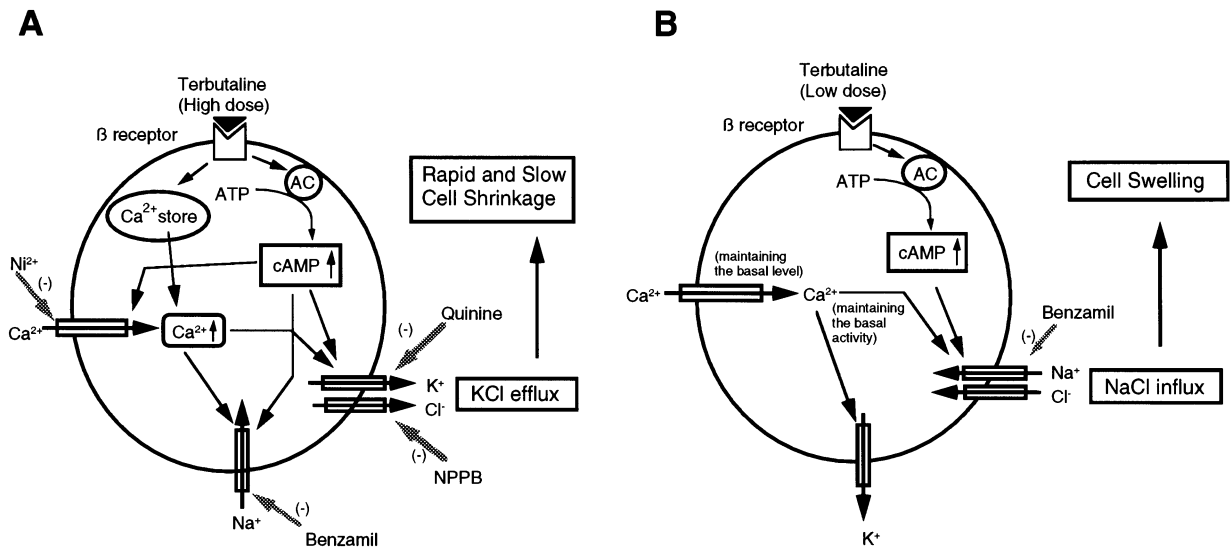 A
Terbutaline
(High dose)
ß receptor
AC
ATP
Ca²⁺ store
cAMP
Ni²⁺
(-)
Ca²⁺
Ca²⁺
Rapid and Slow
Cell Shrinkage
Quinine
(-)
K⁺
Cl⁻
KCl efflux
(-)
NPPB
(-)
Na⁺
Benzamil
B
Terbutaline
(Low dose)
ß receptor
AC
ATP
cAMP
Cell Swelling
(maintaining
the basal level)
Ca²⁺
Ca²⁺
(maintaining
the basal
activity)
Benzamil
(-)
Na⁺
Cl⁻
NaCl influx
K⁺